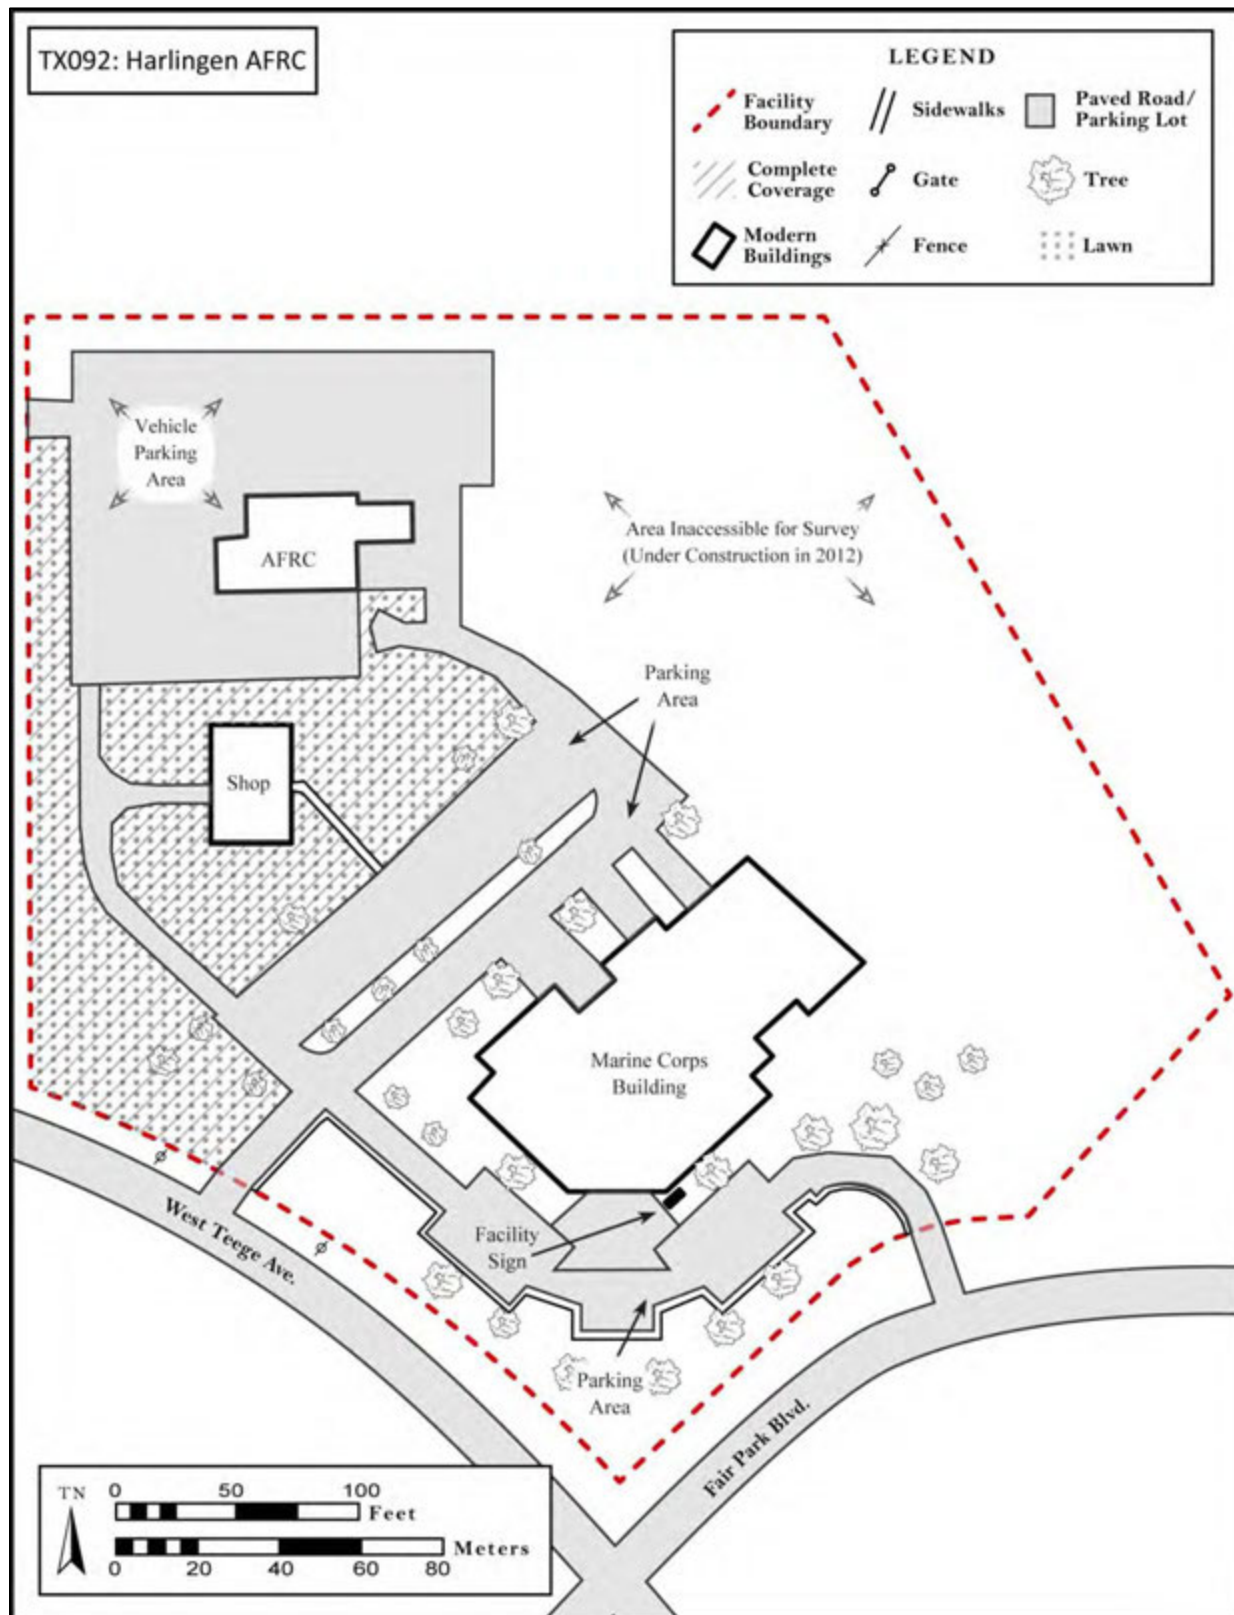 TX092: Harlingen AFRC
LEGEND
Facility
Boundary
Sidewalks
Paved Road/
Parking Lot
Complete
Coverage
Gate
Tree
Modern
Buildings
Fence
Lawn
Vehicle
Parking
Area
AFRC
Area Inaccessible for Survey
(Under Construction in 2012)
Parking
Area
Shop
Marine Corps
Building
Facility
Sign
West Teege Ave.
Parking
Area
Fair Park Blvd.
TN
0 50 100
Feet
Meters
0 20 40 60 80